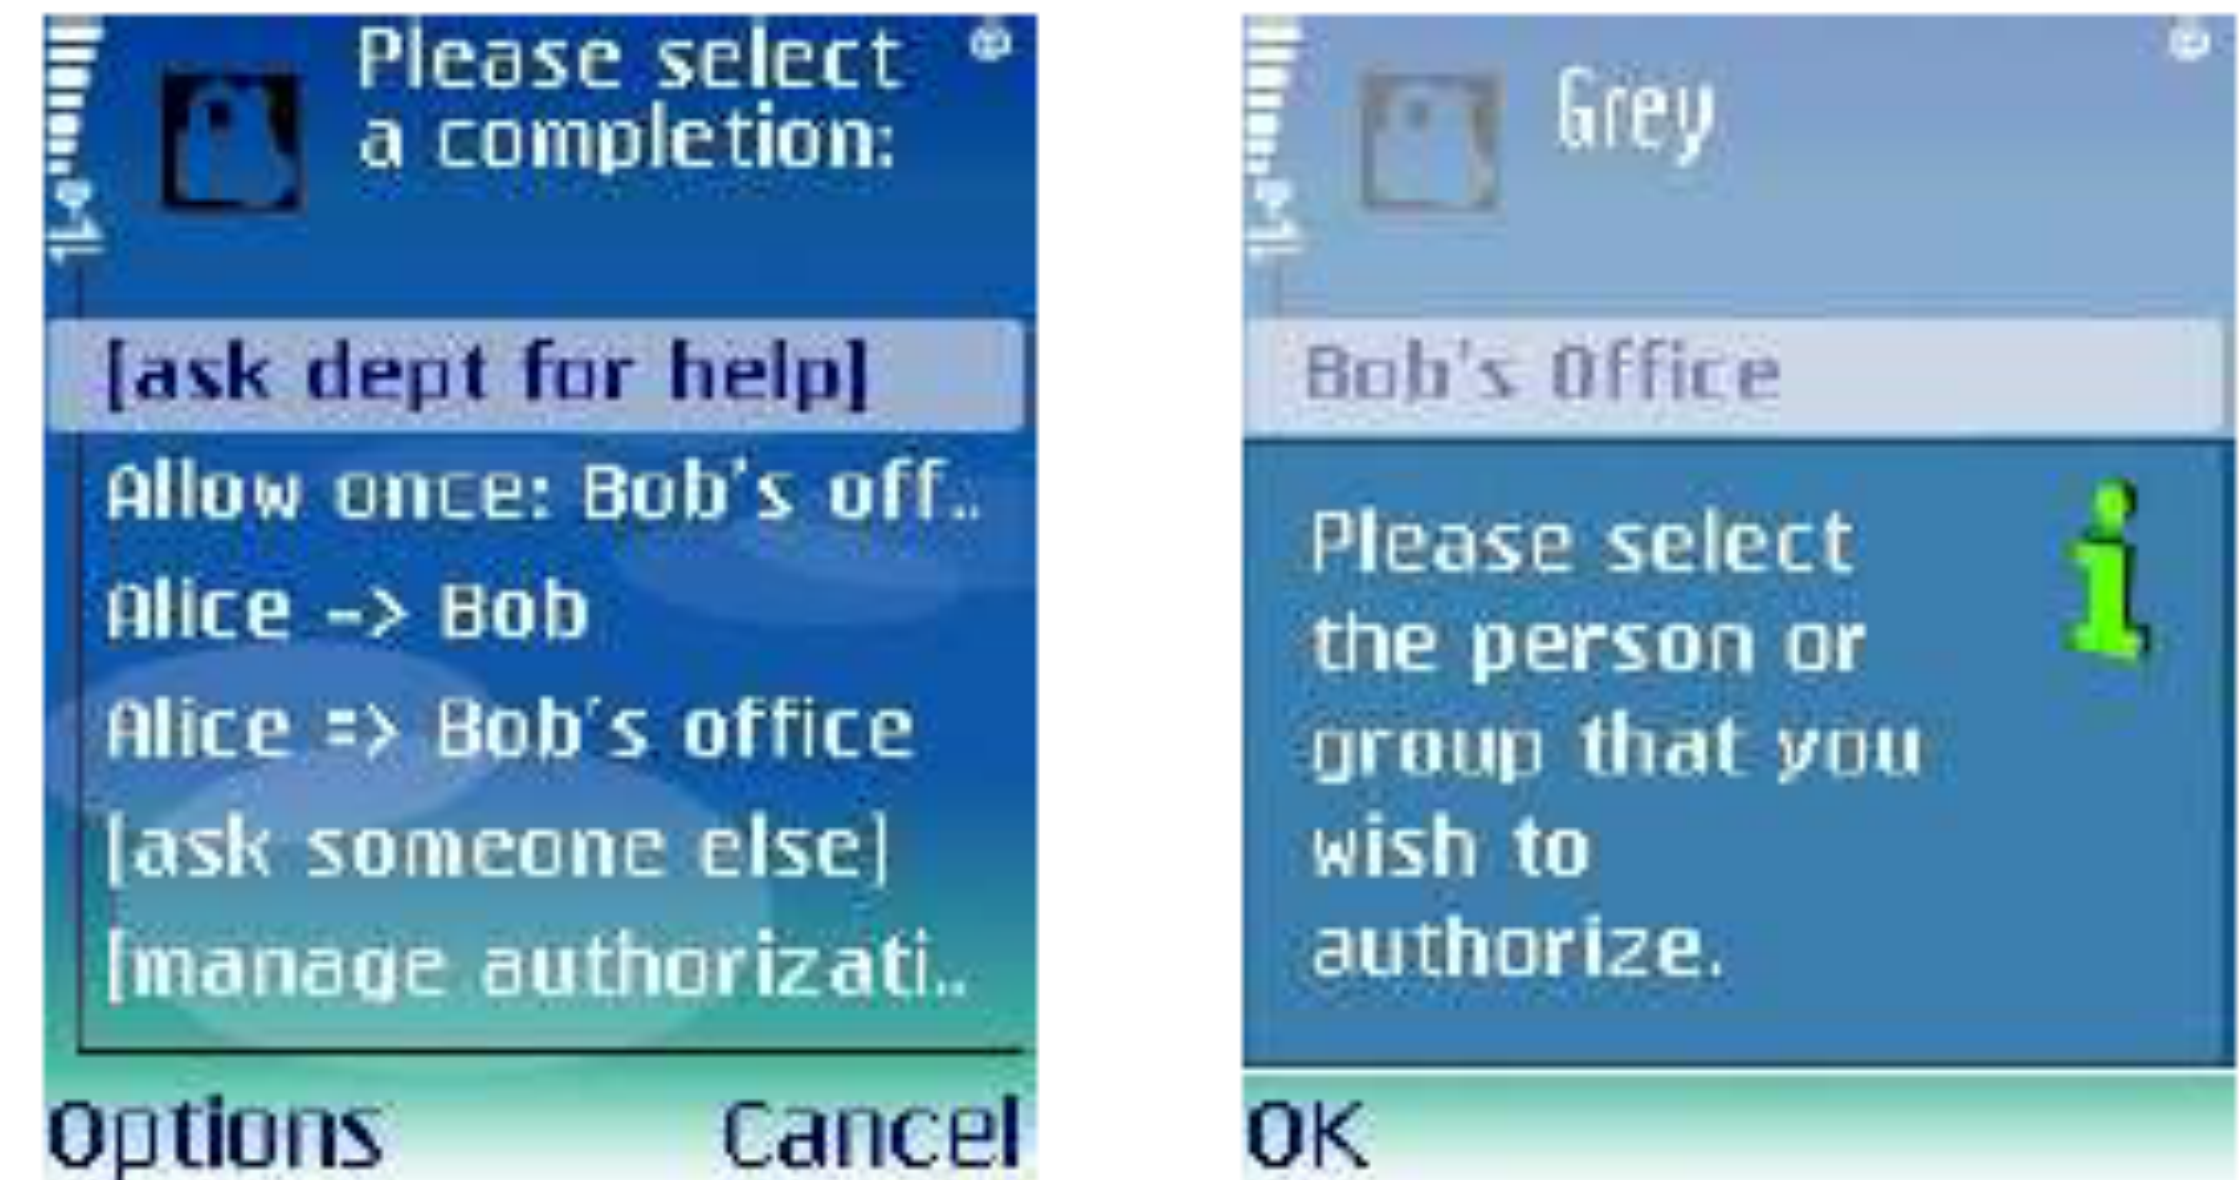 Please select
a completion:
[ask dept for help]
Allow once: Bob's off..
Alice -> Bob
Alice => Bob's office
[ask someone else]
[manage authorizati..
Options
Cancel
Grey
Bob's Office
Please select
the person or
group that you
wish to
authorize.
OK